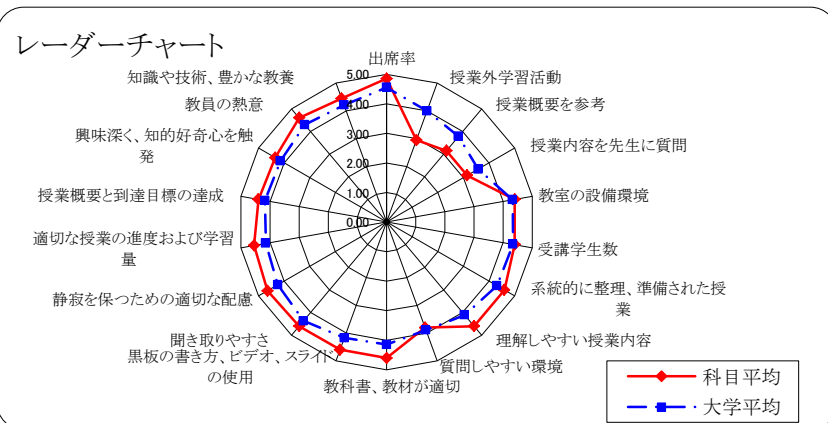 レーダーチャート
出席率
授業外学習活動
授業概要を参考
授業内容を先生に質問
教室の設備環境
受講学生数
系統的に整理、準備された授
業
理解しやすい授業内容
質問しやすい環境
教科書、教材が適切
黒板の書き方、ビデオ、スライド
の使用
聞き取りやすさ
静寂を保つための適切な配慮
適切な授業の進度および学習
量
授業概要と到達目標の達成
興味深く、知的好奇心を触
発
教員の熱意
知識や技術、豊かな教養
5.00
4.00
3.00
2.00
1.00
0.00
科目平均
大学平均